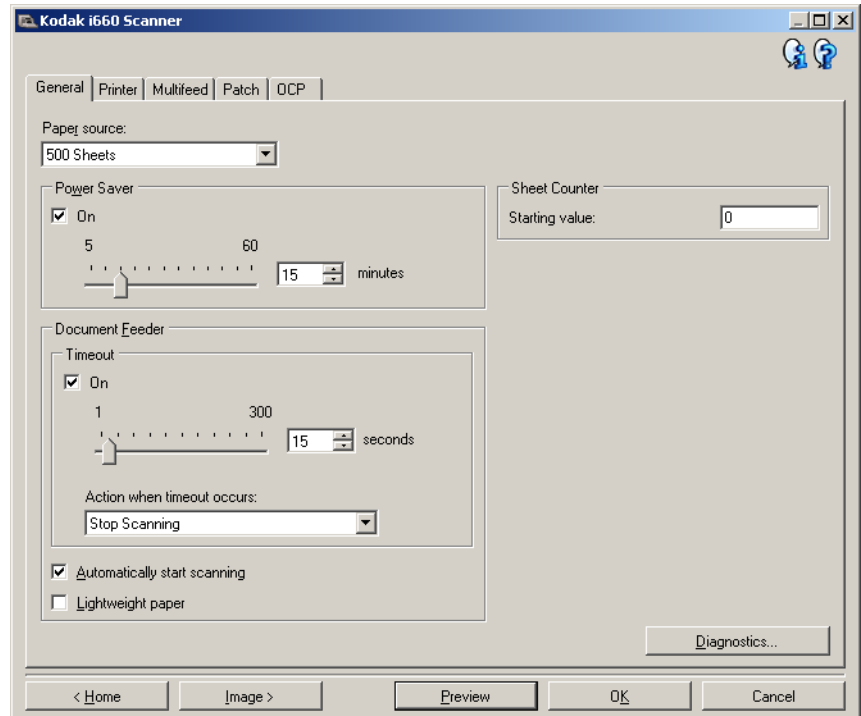 Kodak i660 Scanner
General Printer Multifeed Patch OCP
Paper source:
500 Sheets
Power Saver
On
5 60
15 minutes
Sheet Counter
Starting value: 0
Document Feeder
Timeout
On
1 300
15 seconds
Action when timeout occurs:
Stop Scanning
Automatically start scanning
Lightweight paper
Diagnostics...
< Home Image > Preview OK Cancel